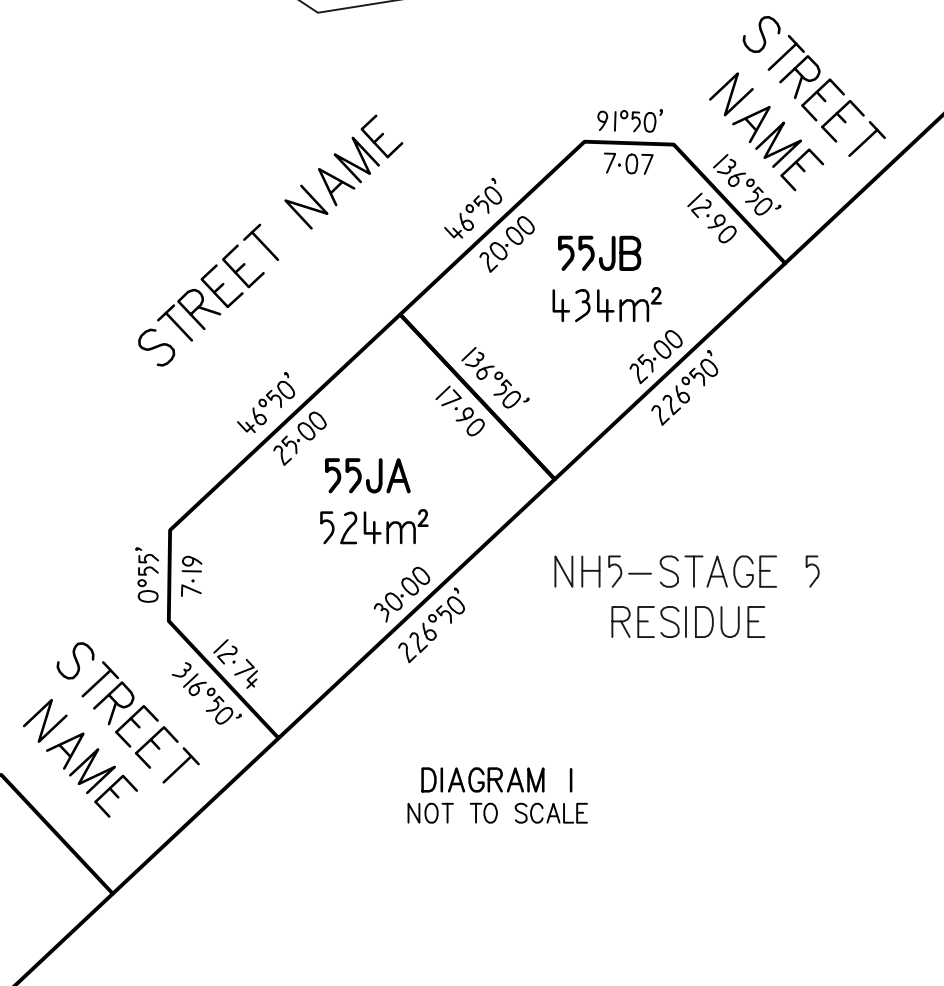 STREET
NAME
91°50'
7·07
136°50'
12·90
STREET NAME
46°50'
20·00
55JB
434m²
25·00
226°50'
136°50'
17·90
46°50'
25·00
55JA
524m²
0°55'
7·19
30·00
226°50'
NH5-STAGE 5
RESIDUE
12·74
316°50'
STREET
NAME
DIAGRAM 1
NOT TO SCALE